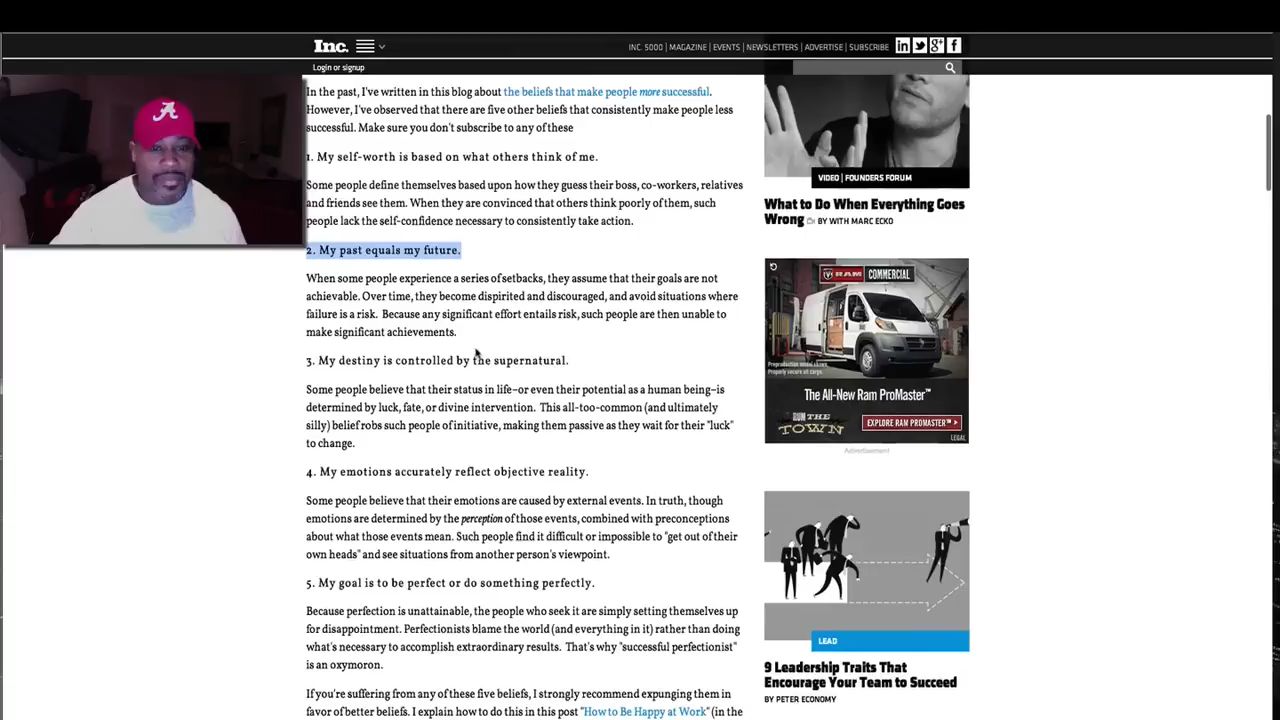 Inc.
INC. 5000 | MAGAZINE | EVENTS | NEWSLETTERS | ADVERTISE | SUBSCRIBE
Login or signup
In the past, I've written in this blog about the beliefs that make people more successful.
However, I've observed that there are five other beliefs that consistently make people less
successful. Make sure you don't subscribe to any of these
1. My self-worth is based on what others think of me.
Some people define themselves based upon how they guess their boss, co-workers, relatives
and friends see them. When they are convinced that others think poorly of them, such
people lack the self-confidence necessary to consistently take action.
2. My past equals my future.
When some people experience a series of setbacks, they assume that their goals are not
achievable. Over time, they become dispirited and discouraged, and avoid situations where
failure is a risk. Because any significant effort entails risk, such people are then unable to
make significant achievements.
3. My destiny is controlled by the supernatural.
Some people believe that their status in life–or even their potential as a human being–is
determined by luck, fate, or divine intervention. This all-too-common (and ultimately
silly) belief robs such people of initiative, making them passive as they wait for their "luck"
to change.
4. My emotions accurately reflect objective reality.
Some people believe that their emotions are caused by external events. In truth, though
emotions are determined by the perception of those events, combined with preconceptions
about what those events mean. Such people find it difficult or impossible to "get out of their
own heads" and see situations from another person's viewpoint.
5. My goal is to be perfect or do something perfectly.
Because perfection is unattainable, the people who seek it are simply setting themselves up
for disappointment. Perfectionists blame the world (and everything in it) rather than doing
what's necessary to accomplish extraordinary results. That's why "successful perfectionist"
is an oxymoron.
If you're suffering from any of these five beliefs, I strongly recommend expunging them in
favor of better beliefs. I explain how to do this in this post "How to Be Happy at Work" (in the
VIDEO | FOUNDERS FORUM
What to Do When Everything Goes
Wrong BY WITH MARC ECKO
RAM COMMERCIAL
Preproduction model shown.
Properly secure all cargo.
The All-New Ram ProMaster™
RUN THE
TOWN
EXPLORE RAM PROMASTER™ >
LEGAL
Advertisement
LEAD
9 Leadership Traits That
Encourage Your Team to Succeed
BY PETER ECONOMY
A
in
g+
f